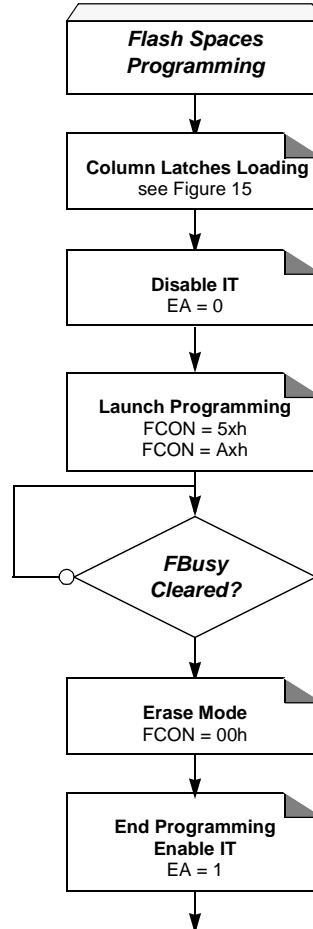 Flash Spaces
Programming
Column Latches Loading
see Figure 15
Disable IT
EA = 0
Launch Programming
FCON = 5xh
FCON = Axh
FBusy
Cleared?
Erase Mode
FCON = 00h
End Programming
Enable IT
EA = 1